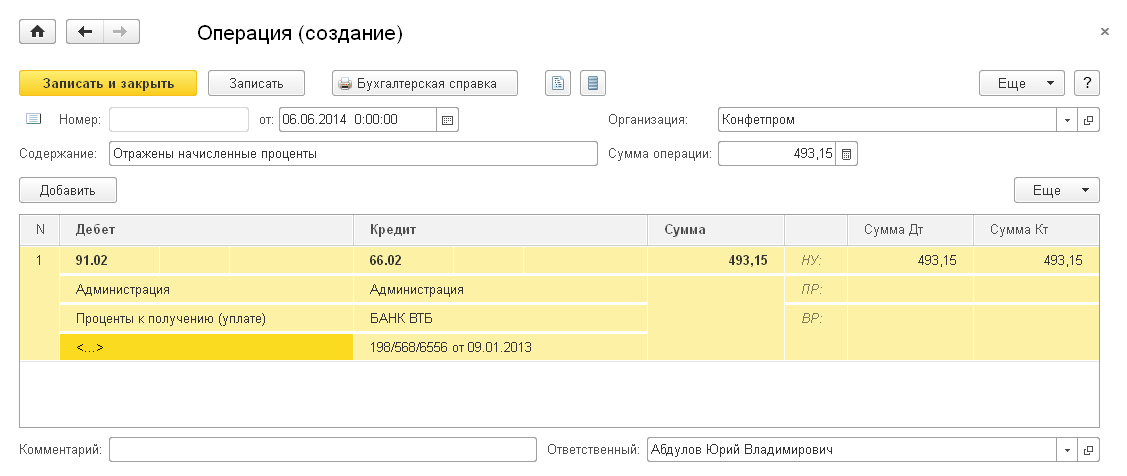 Операция (создание)
Записать и закрыть Записать Бухгалтерская справка Еще ?
Номер: от: 06.06.2014 0:00:00 Организация: Конфетпром
Содержание: Отражены начисленные проценты Сумма операции: 493,15
Добавить Еще
N Дебет Кредит Сумма Сумма Дт Сумма Кт
1 91.02 66.02 493,15 НУ: 493,15 493,15
Администрация Администрация ПР:
Проценты к получению (уплате) БАНК ВТБ ВР:
<...> 198/568/6556 от 09.01.2013
Комментарий: Ответственный: Абдулов Юрий Владимирович